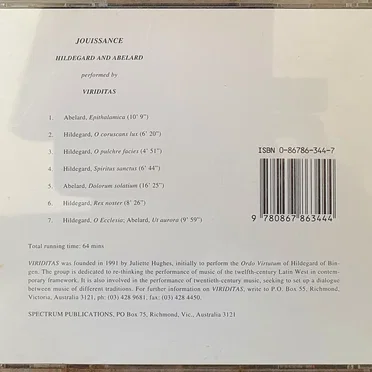 JOUISSANCE
HILDEGARD AND ABELARD
performed by
VIRIDITAS
1. Abelard, Epithalamica (10' 9")
2. Hildegard, O coruscans lux (6' 20")
3. Hildegard, O pulchre facies (4' 51")
4. Hildegard, Spiritus sanctus (6' 44")
5. Abelard, Dolorum solatium (16' 25")
6. Hildegard, Rex noster (8' 26")
7. Hildegard, O Ecclesia; Abelard, Ut aurora (9' 59")
ISBN 0-86786-344-7
9 780867 863444
Total running time: 64 mins
VIRIDITAS was founded in 1991 by Juliette Hughes, initially to perform the Ordo Virtutum of Hildegard of Bin-
gen. The group is dedicated to re-thinking the performance of music of the twelfth-century Latin West in contem-
porary framework. It is also involved in the performance of twentieth-century music, seeking to set up a dialogue
between music of different traditions. For further information on VIRIDITAS, write to P.O. Box 55, Richmond,
Victoria, Australia 3121, ph: (03) 428 9681, fax: (03) 428 4450.
SPECTRUM PUBLICATIONS, PO Box 75, Richmond, Vic., Australia 3121